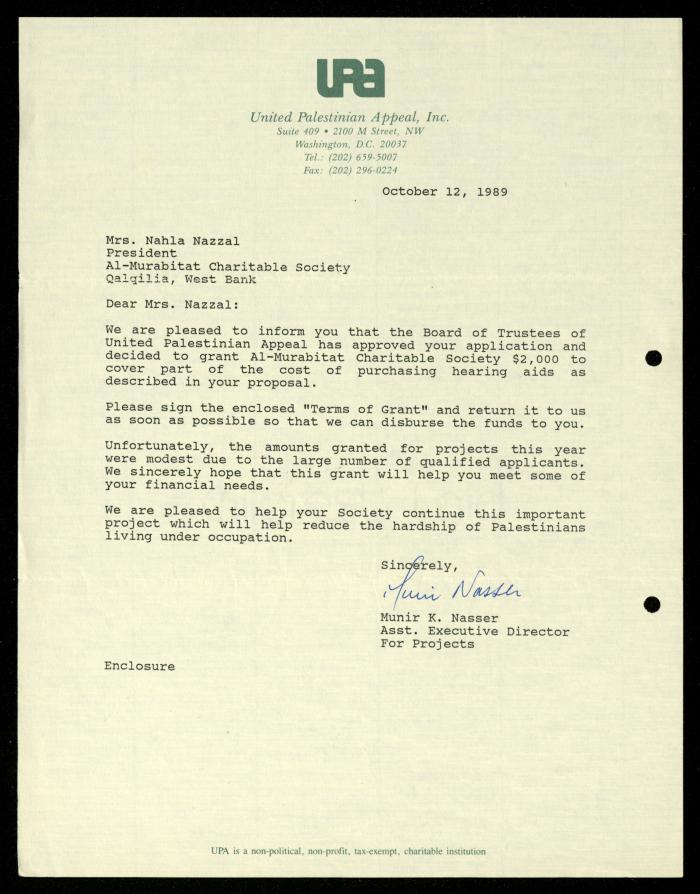 UPA
United Palestinian Appeal, Inc.
Suite 409 • 2100 M Street, NW
Washington, D.C. 20037
Tel.: (202) 659-5007
Fax: (202) 296-0224
October 12, 1989
Mrs. Nahla Nazzal
President
Al-Murabitat Charitable Society
Qalqilia, West Bank
Dear Mrs. Nazzal:
We are pleased to inform you that the Board of Trustees of
United Palestinian Appeal has approved your application and
decided to grant Al-Murabitat Charitable Society $2,000 to
cover part of the cost of purchasing hearing aids as
described in your proposal.
Please sign the enclosed "Terms of Grant" and return it to us
as soon as possible so that we can disburse the funds to you.
Unfortunately, the amounts granted for projects this year
were modest due to the large number of qualified applicants.
We sincerely hope that this grant will help you meet some of
your financial needs.
We are pleased to help your Society continue this important
project which will help reduce the hardship of Palestinians
living under occupation.
Sincerely,
Munir Nasser
Munir K. Nasser
Asst. Executive Director
For Projects
Enclosure
UPA is a non-political, non-profit, tax-exempt, charitable institution